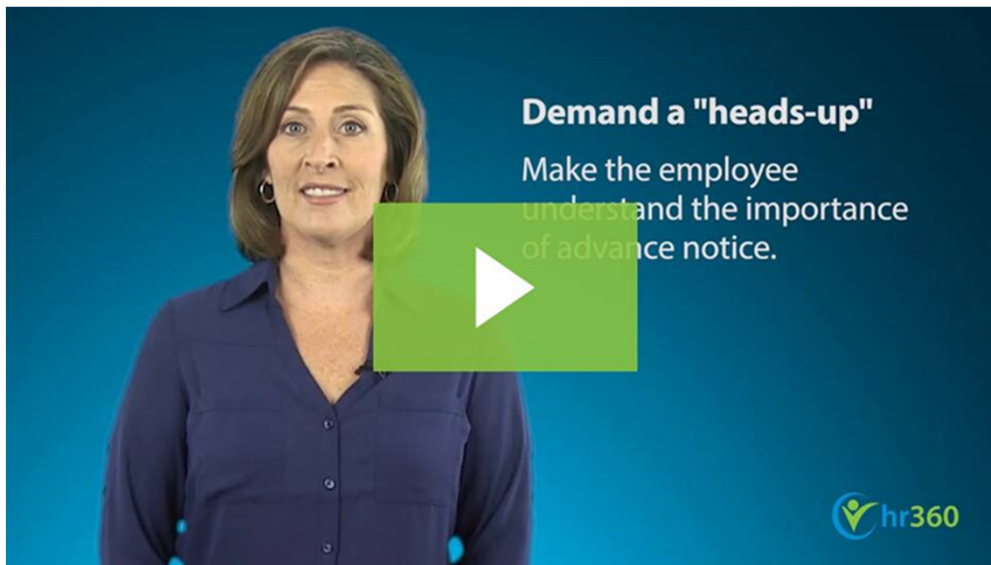 Demand a "heads-up"
Make the employee
understand the importance
of advance notice.
hr360